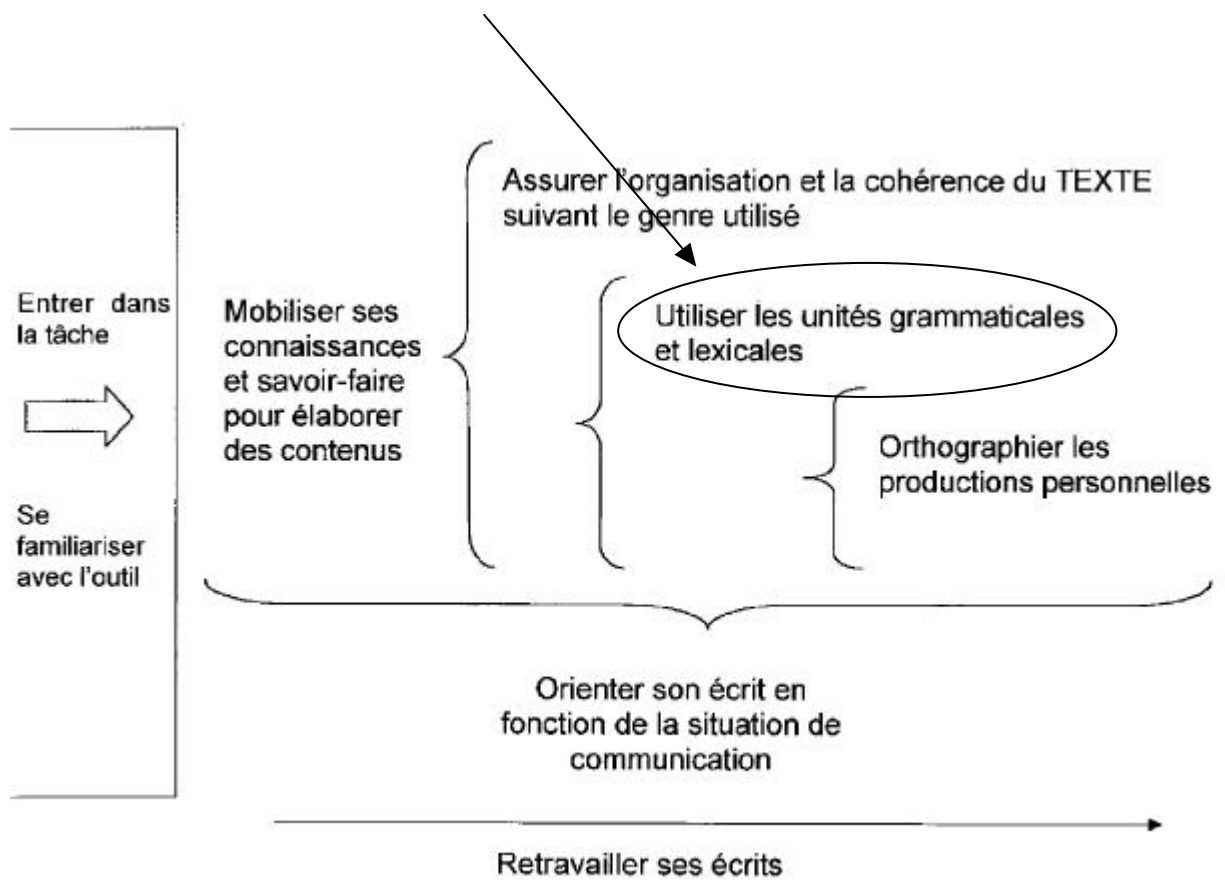 Entrer dans
la tâche
Se
familiariser
avec l'outil
Mobiliser ses
connaissances
et savoir-faire
pour élaborer
des contenus
Assurer l'organisation et la cohérence du TEXTE
suivant le genre utilisé
Utiliser les unités grammaticales
et lexicales
Orthographier les
productions personnelles
Orienter son écrit en
fonction de la situation de
communication
Retravailler ses écrits